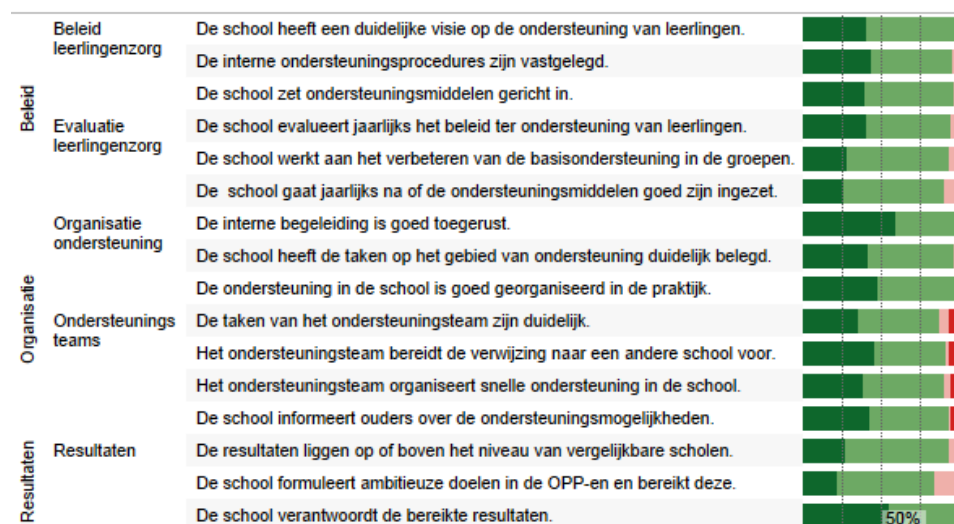 Beleid
Beleid
leerlingenzorg
De school heeft een duidelijke visie op de ondersteuning van leerlingen.
De interne ondersteuningsprocedures zijn vastgelegd.
De school zet ondersteuningsmiddelen gericht in.
Evaluatie
leerlingenzorg
De school evalueert jaarlijks het beleid ter ondersteuning van leerlingen.
De school werkt aan het verbeteren van de basisondersteuning in de groepen.
De school gaat jaarlijks na of de ondersteuningsmiddelen goed zijn ingezet.
Organisatie
Organisatie
ondersteuning
De interne begeleiding is goed toegerust.
De school heeft de taken op het gebied van ondersteuning duidelijk belegd.
De ondersteuning in de school is goed georganiseerd in de praktijk.
Ondersteunings
teams
De taken van het ondersteuningsteam zijn duidelijk.
Het ondersteuningsteam bereidt de verwijzing naar een andere school voor.
Het ondersteuningsteam organiseert snelle ondersteuning in de school.
De school informeert ouders over de ondersteuningsmogelijkheden.
Resultaten
Resultaten
De resultaten liggen op of boven het niveau van vergelijkbare scholen.
De school formuleert ambitieuze doelen in de OPP-en en bereikt deze.
De school verantwoordt de bereikte resultaten.
50%